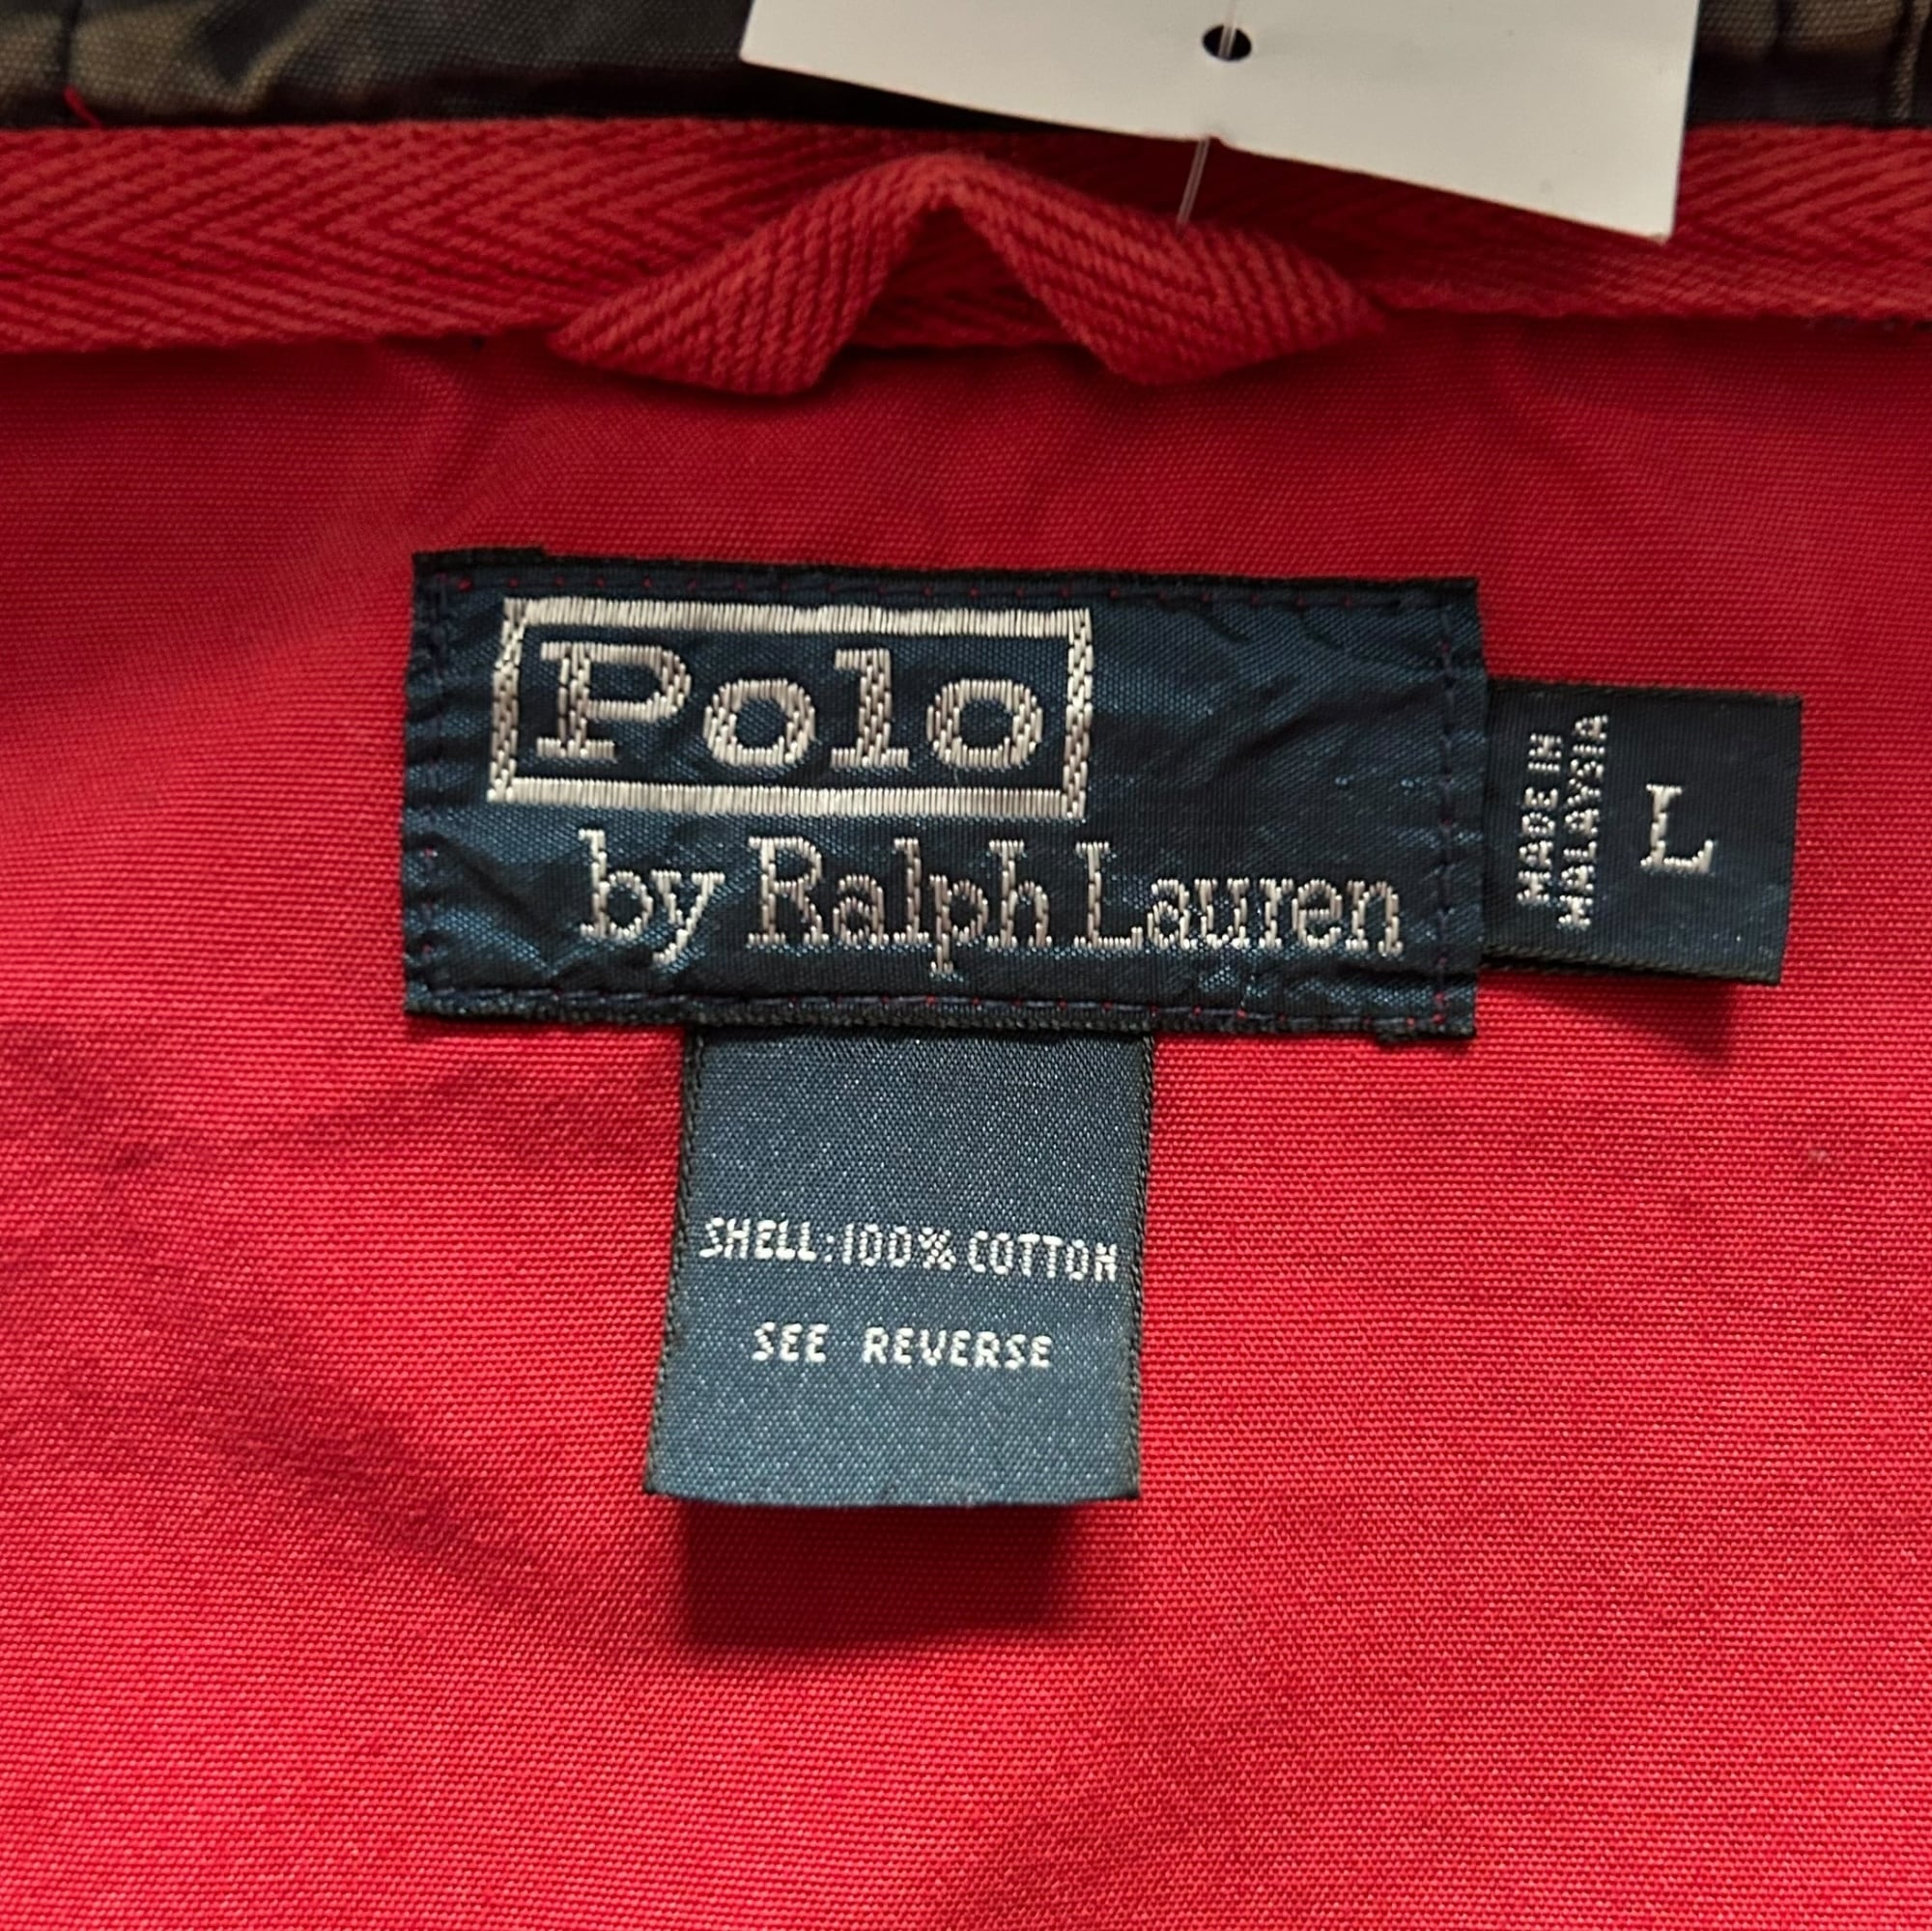 Polo
by Ralph Lauren
MADE IN
MALAYSIA
L
SHELL:100% COTTON
SEE REVERSE